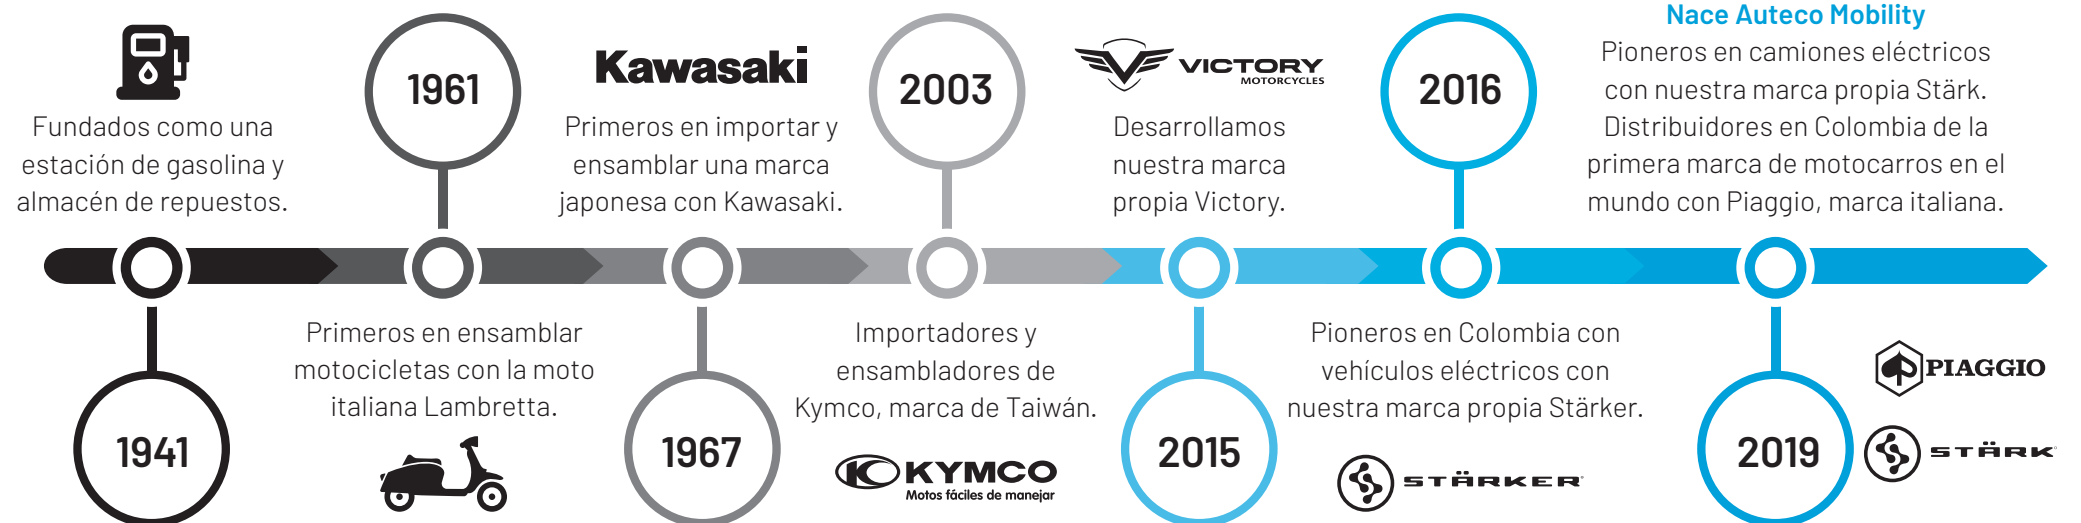 Fundados como una
estación de gasolina y
almacén de repuestos.
1941
1961
Primeros en ensamblar
motocicletas con la moto
italiana Lambretta.
Kawasaki
Primeros en importar y
ensamblar una marca
japonesa con Kawasaki.
1967
2003
Importadores y
ensambladores de
Kymco, marca de Taiwán.
KYMCO
Motos fáciles de manejar
VICTORY
MOTORCYCLES
Desarrollamos
nuestra marca
propia Victory.
2015
2016
Pioneros en Colombia con
vehículos eléctricos con
nuestra marca propia Stärker.
STÄRKER
Nace Auteco Mobility
Pioneros en camiones eléctricos
con nuestra marca propia Stärk.
Distribuidores en Colombia de la
primera marca de motocarros en el
mundo con Piaggio, marca italiana.
2019
PIAGGIO
STÄRK